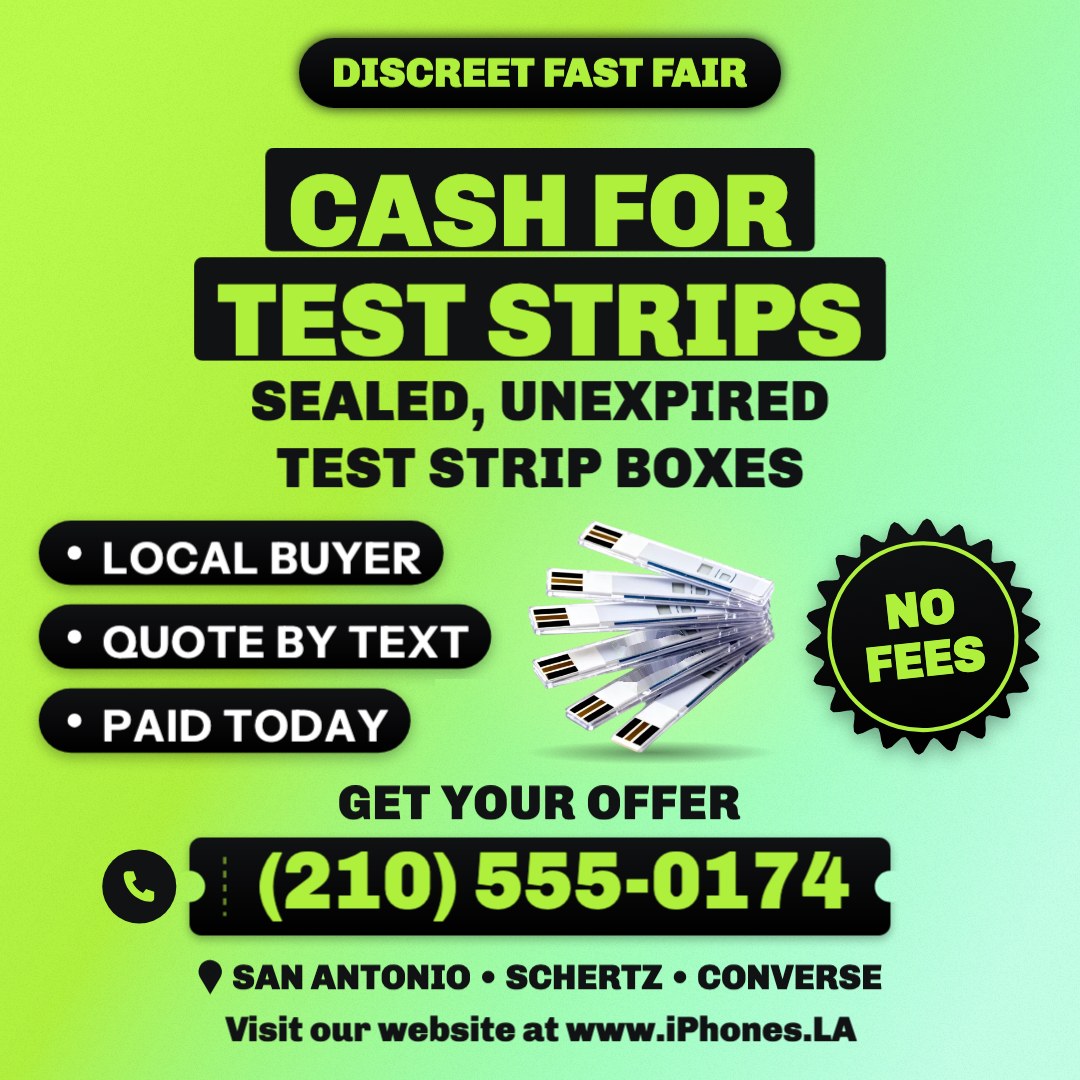 DISCREET FAST FAIR
CASH FOR
TEST STRIPS
SEALED, UNEXPIRED
TEST STRIP BOXES
• LOCAL BUYER
• QUOTE BY TEXT
• PAID TODAY
NO
FEES
GET YOUR OFFER
(210) 555-0174
SAN ANTONIO • SCHERTZ • CONVERSE
Visit our website at www.iPhones.LA